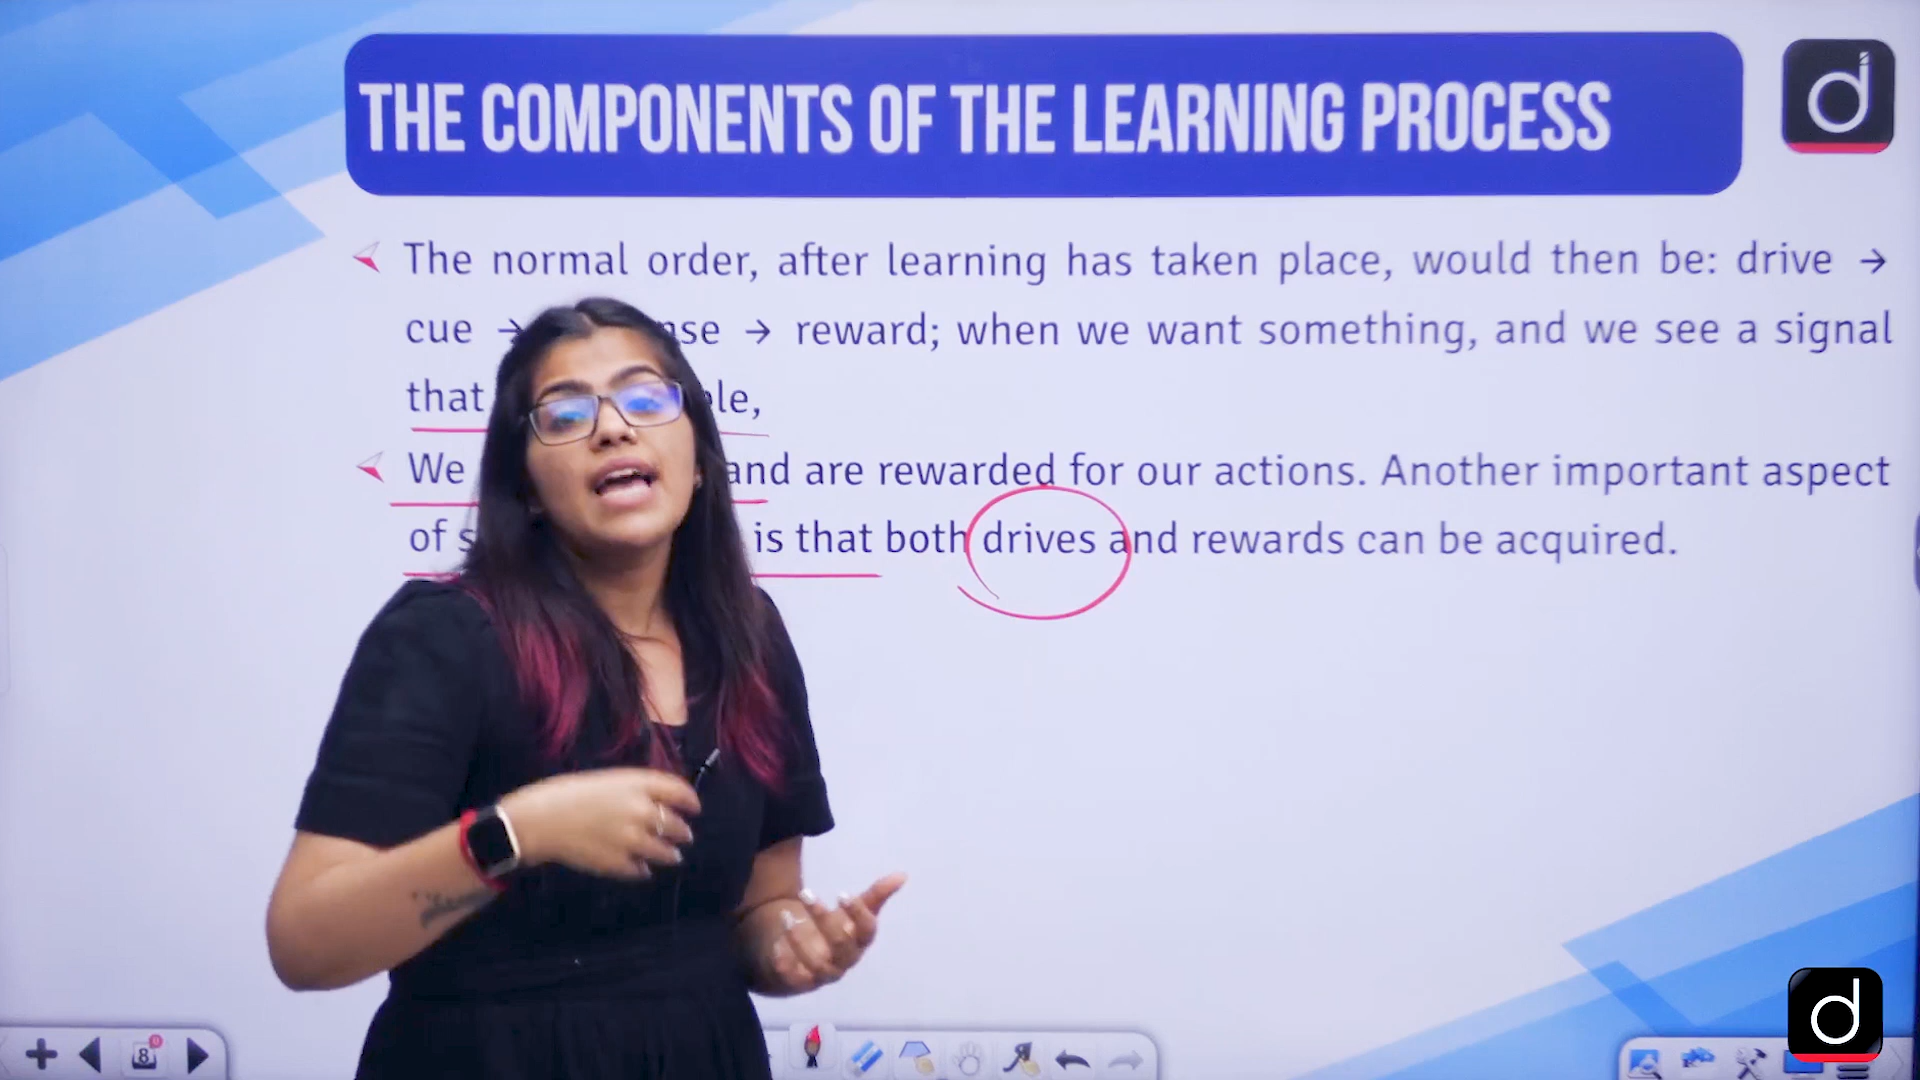 THE COMPONENTS OF THE LEARNING PROCESS
d
The normal order, after learning has taken place, would then be: drive →
cue → → reward; when we want something, and we see a signal
that
We and are rewarded for our actions. Another important aspect
of is that both drives and rewards can be acquired.
8
d